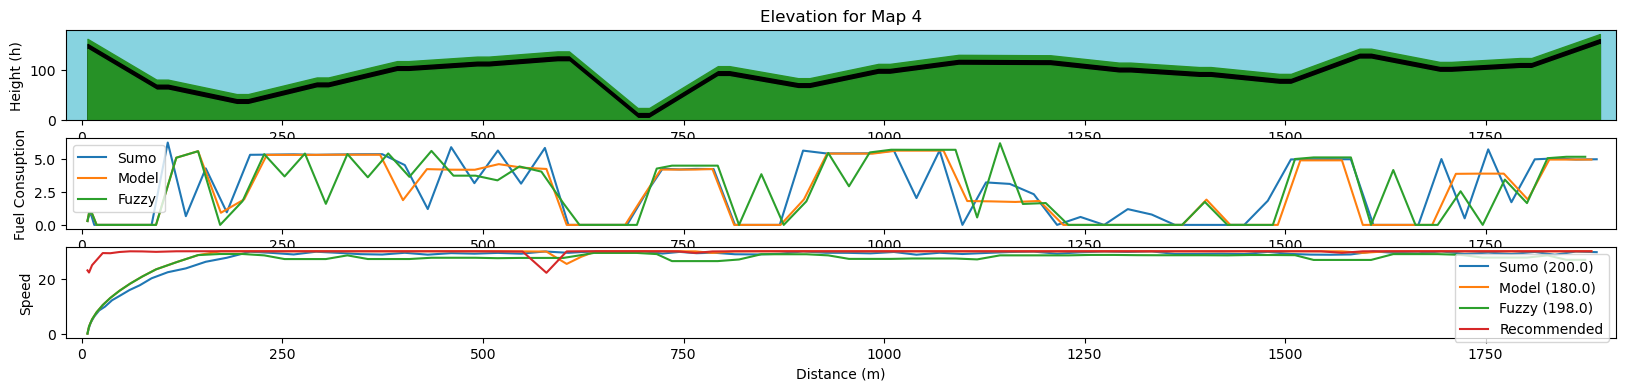 Elevation for Map 4
Height (h)
100
0
0 250 500 750 1000 1250 1500 1750
Fuel Consuption
5.0
2.5
0.0
Sumo
Model
Fuzzy
0 250 500 750 1000 1250 1500 1750
Speed
20
0
Sumo (200.0)
Model (180.0)
Fuzzy (198.0)
Recommended
0 250 500 750 1000 1250 1500 1750
Distance (m)